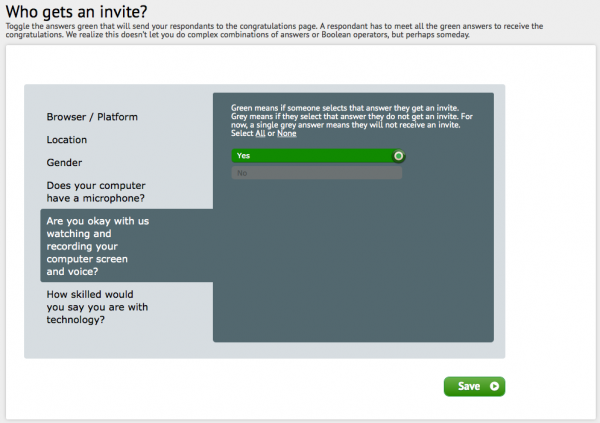 Who gets an invite?
Toggle the answers green that will send your respondants to the congratulations page. A respondant has to meet all the green answers to receive the
congratulations. We realize this doesn't let you do complex combinations of answers or Boolean operators, but perhaps someday.
Browser / Platform
Location
Gender
Does your computer
have a microphone?
Are you okay with us
watching and
recording your
computer screen
and voice?
How skilled would
you say you are with
technology?
Green means if someone selects that answer they get an invite.
Grey means if they select that answer they do not get an invite. For
now, a single grey answer means they will not receive an invite.
Select All or None
Yes
No
Save